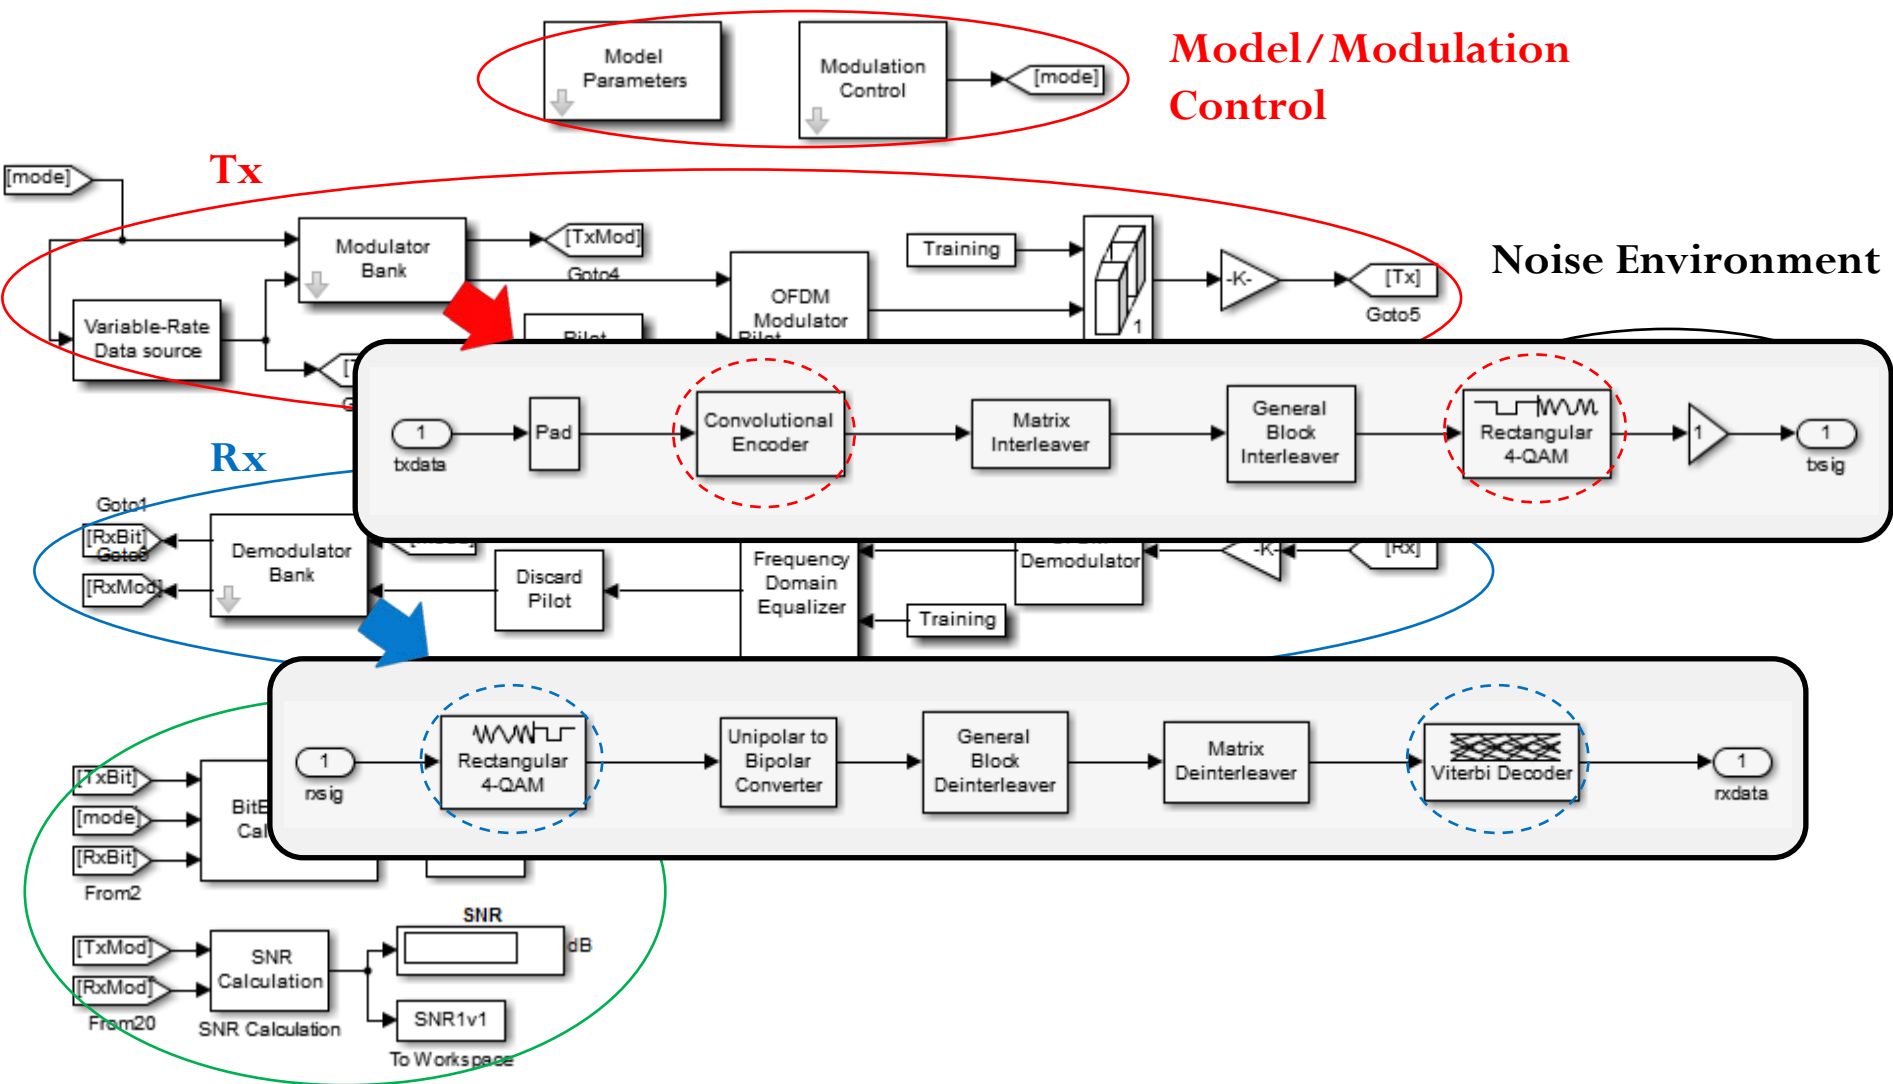 Model
Parameters
Modulation
Control
[mode]
Model/Modulation
Control
Tx
[mode]
Modulator
Bank
[TxMod]
Goto4
Training
-K-
[Tx]
Goto5
Noise Environment
OFDM
Modulator
Pilot
Pilot
1
Variable-Rate
Data source
1
txdata
Pad
Convolutional
Encoder
Matrix
Interleaver
General
Block
Interleaver
Rectangular
4-QAM
1
1
txsig
Rx
Goto1
[RxBit]
[RxMod]
Demodulator
Bank
Discard
Pilot
Frequency
Domain
Equalizer
Demodulator
Training
-K-
[Rx]
1
rxsig
Rectangular
4-QAM
Unipolar to
Bipolar
Converter
General
Block
Deinterleaver
Matrix
Deinterleaver
Viterbi Decoder
1
rxdata
[TxBit]
[mode]
[RxBit]
From2
[TxMod]
[RxMod]
From20
SNR
Calculation
SNR Calculation
SNR
dB
SNR1v1
To Workspace